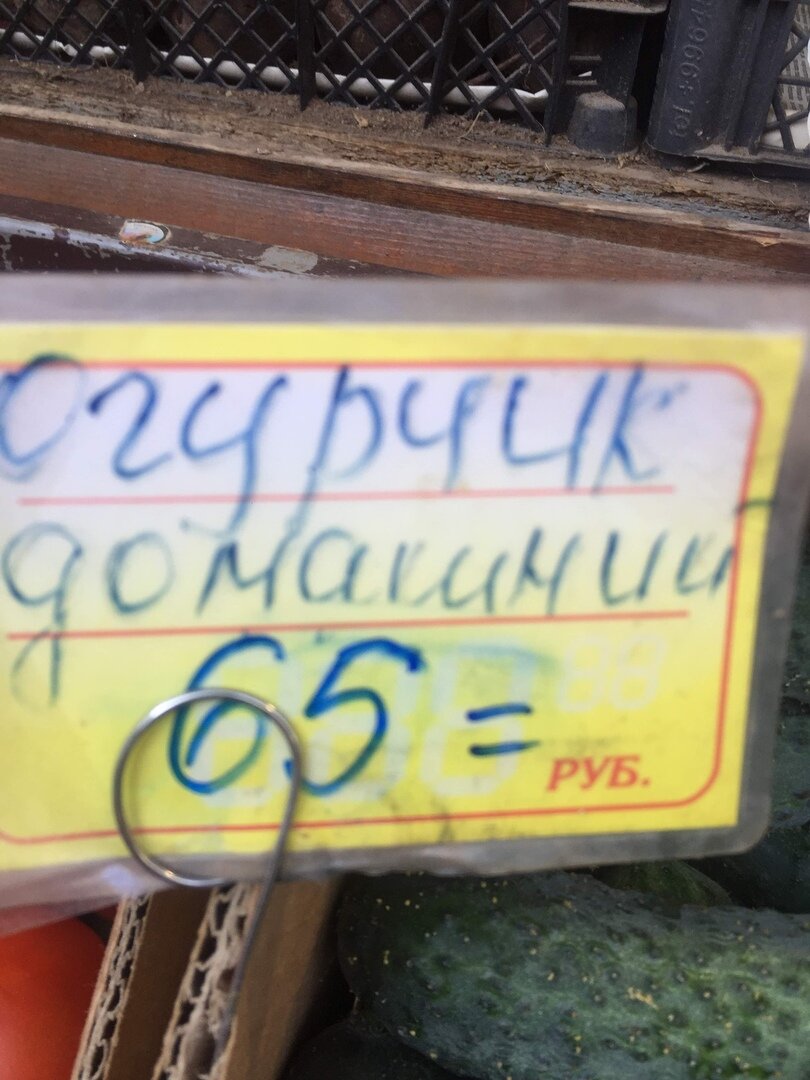 Огурчик
домашний
65=
РУБ.